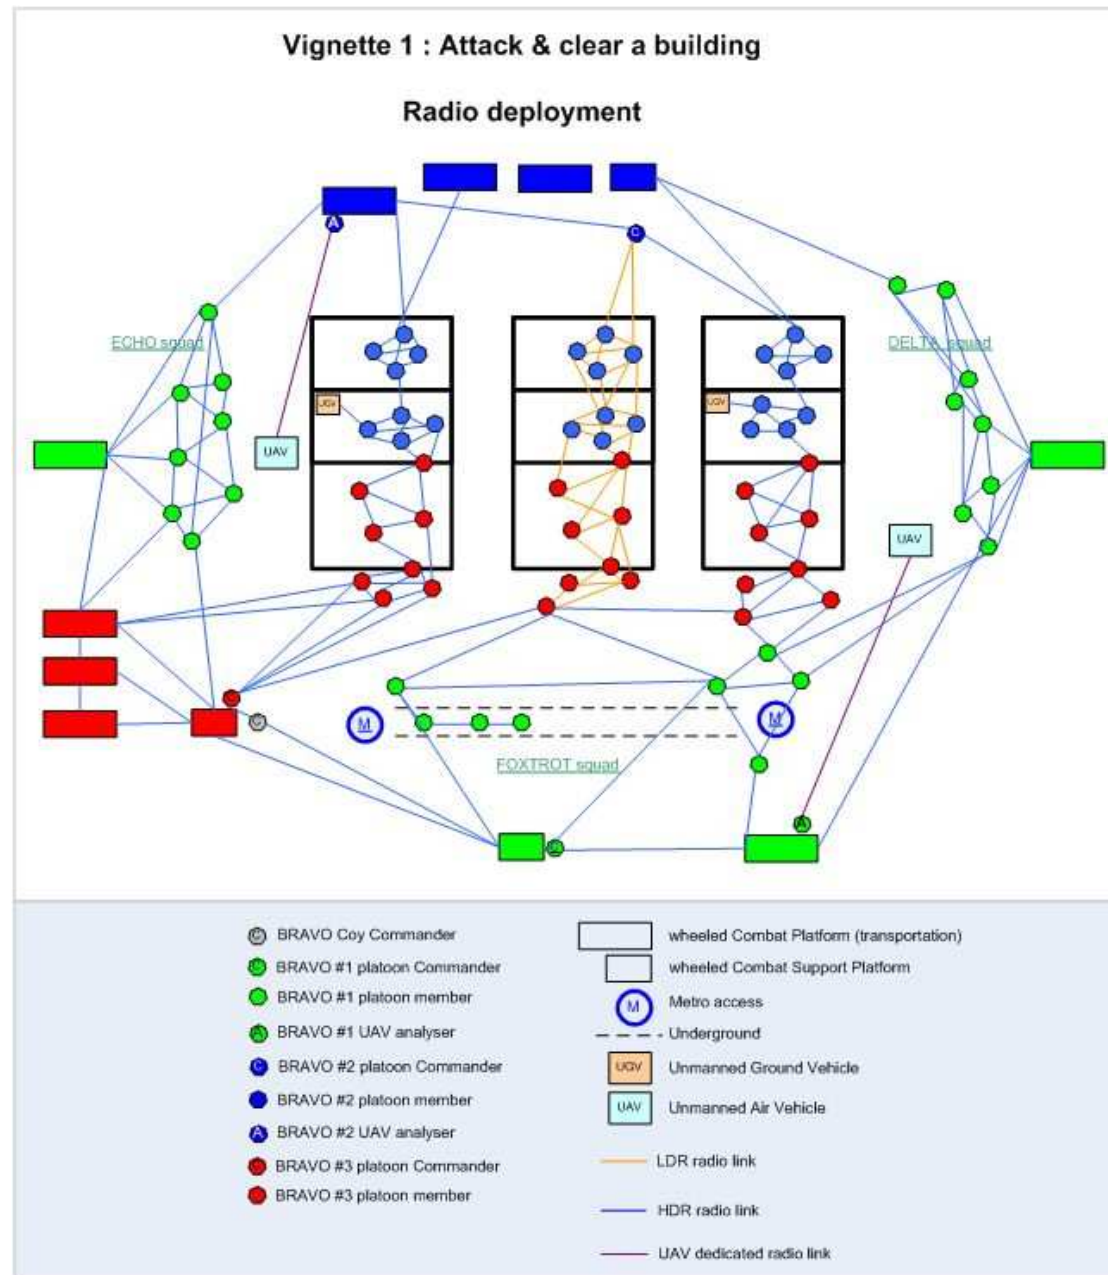 Vignette 1 : Attack & clear a building
Radio deployment
A
C
ECHO squad
DELTA squad
UGV
UGV
UAV
UAV
C
C
M
M
FOXTROT squad
A
C
C BRAVO Coy Commander
C BRAVO #1 platoon Commander
BRAVO #1 platoon member
A BRAVO #1 UAV analyser
C BRAVO #2 platoon Commander
BRAVO #2 platoon member
A BRAVO #2 UAV analyser
C BRAVO #3 platoon Commander
BRAVO #3 platoon member
wheeled Combat Platform (transportation)
wheeled Combat Support Platform
M Metro access
Underground
UGV Unmanned Ground Vehicle
UAV Unmanned Air Vehicle
LDR radio link
HDR radio link
UAV dedicated radio link